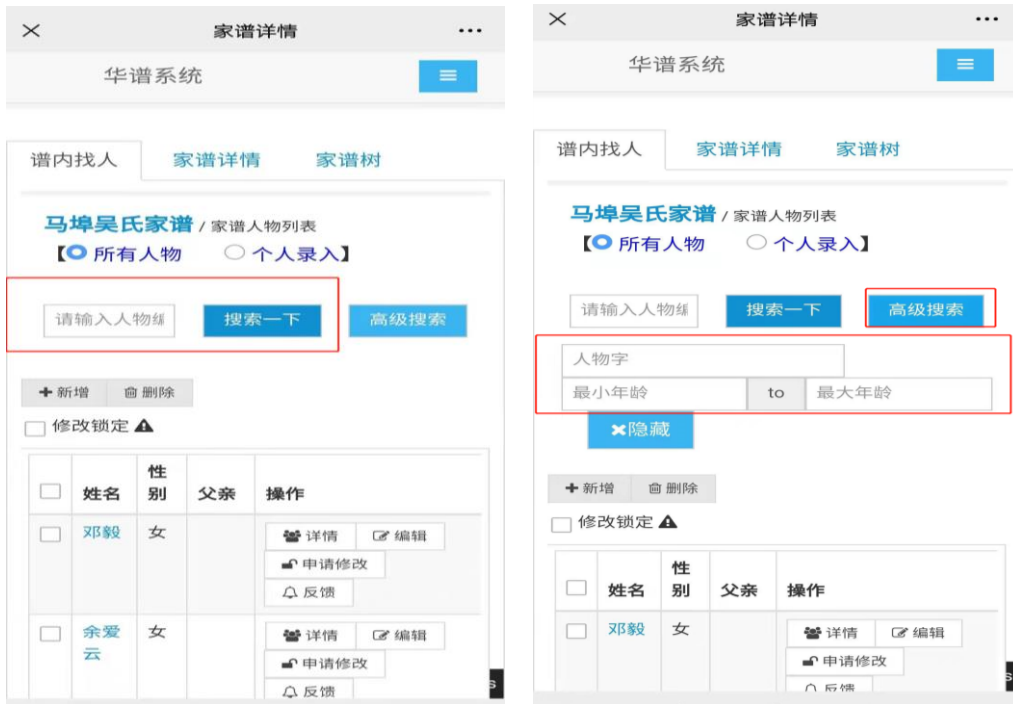 家谱详情
华谱系统
谱内找人 家谱详情 家谱树
马埠吴氏家谱 / 家谱人物列表
【 所有人物 个人录入】
请输入人物 搜索一下 高级搜索
新增 删除
修改锁定
姓名 性别 父亲 操作
邓毅 女 详情 编辑
申请修改
反馈
余爱云 女 详情 编辑
申请修改
反馈
s
家谱详情
华谱系统
谱内找人 家谱详情 家谱树
马埠吴氏家谱 / 家谱人物列表
【 所有人物 个人录入】
请输入人物 搜索一下 高级搜索
人物字
最小年龄 to 最大年龄
隐藏
新增 删除
修改锁定
姓名 性别 父亲 操作
邓毅 女 详情 编辑
申请修改
反馈
s